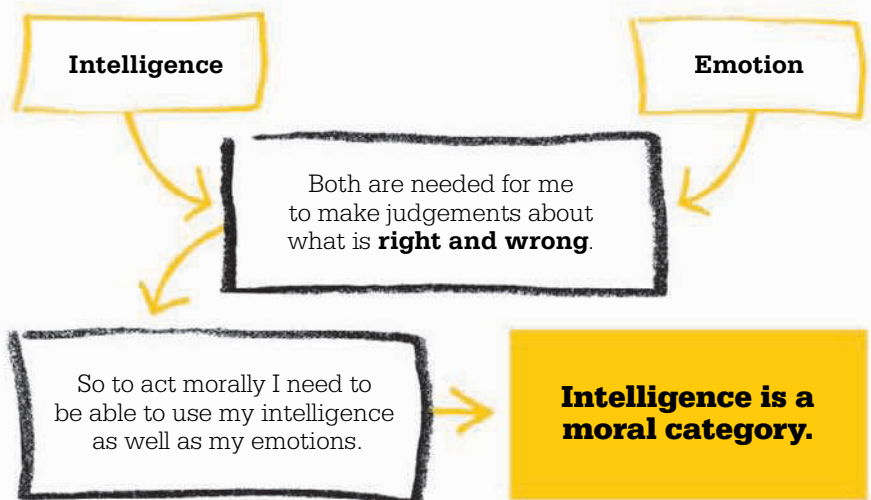 Intelligence
Emotion
Both are needed for me
to make judgements about
what is right and wrong.
So to act morally I need to
be able to use my intelligence
as well as my emotions.
Intelligence is a
moral category.